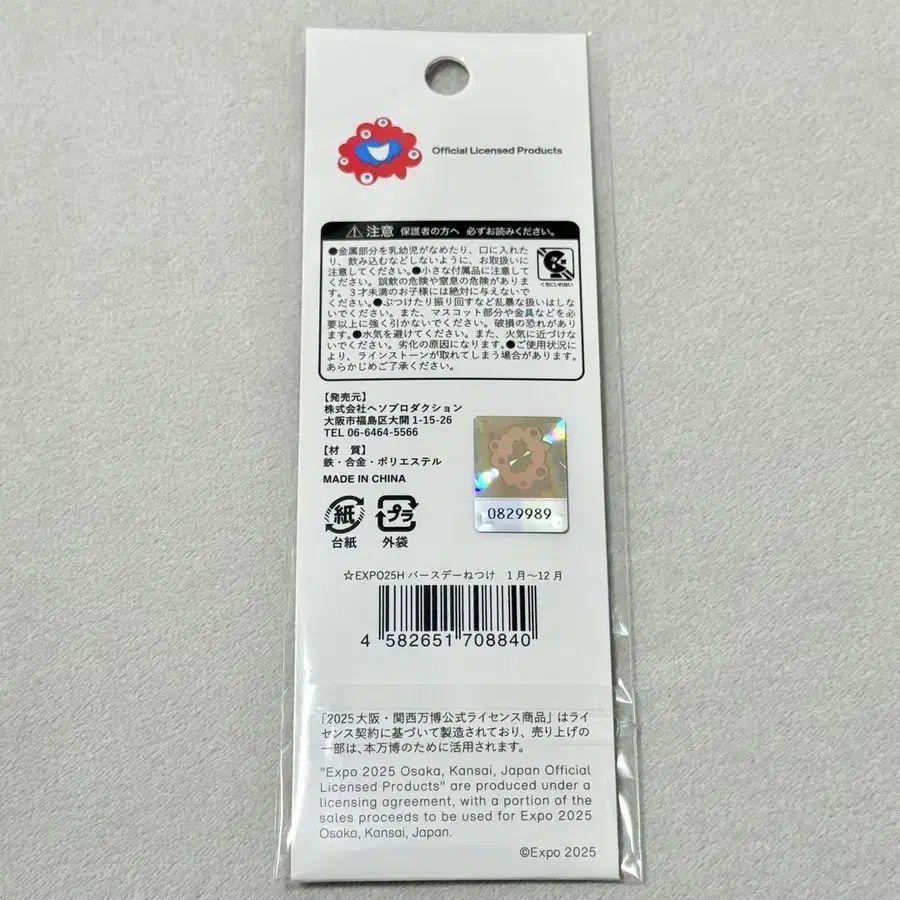 Official Licensed Products
注意 保護者の方へ 必ずお読みください。
●金属部分を乳幼児がなめたり、口に入れた
り、飲み込むなどしないように、お取扱いに
注意してください。●小さな付属品に注意して
ください。誤飲の危険や窒息の危険がありま
す。3才未満のお子様には絶対に与えないで
ください。●ぶつけたり振り回すなど乱暴な扱いはしな
いでください。また、マスコット部分や金具などを必
要以上に強く引かないでください。破損の恐れがあり
ます。●水気を避けてください。また、火気に近づけな
いでください。劣化の原因になります。●ご使用状況に
より、ラインストーンが取れてしまう場合があります。
あらかじめご了承ください。
くちにいれない
【発売元】
株式会社ヘソプロダクション
大阪市福島区大開 1-15-26
TEL 06-6464-5566
【材 質】
鉄・合金・ポリエステル
MADE IN CHINA
紙
台紙
プラ
外袋
0829989
☆EXPO25H バースデーねつけ 1月〜12月
4 582651 708840
「2025大阪・関西万博公式ライセンス商品」はラ
イセンス契約に基づいて製造されており、売り上げの
一部は、本万博のために活用されます。
"Expo 2025 Osaka, Kansai, Japan Official
Licensed Products" are produced under a
licensing agreement, with a portion of the
sales proceeds to be used for Expo 2025
Osaka, Kansai, Japan.
©Expo 2025